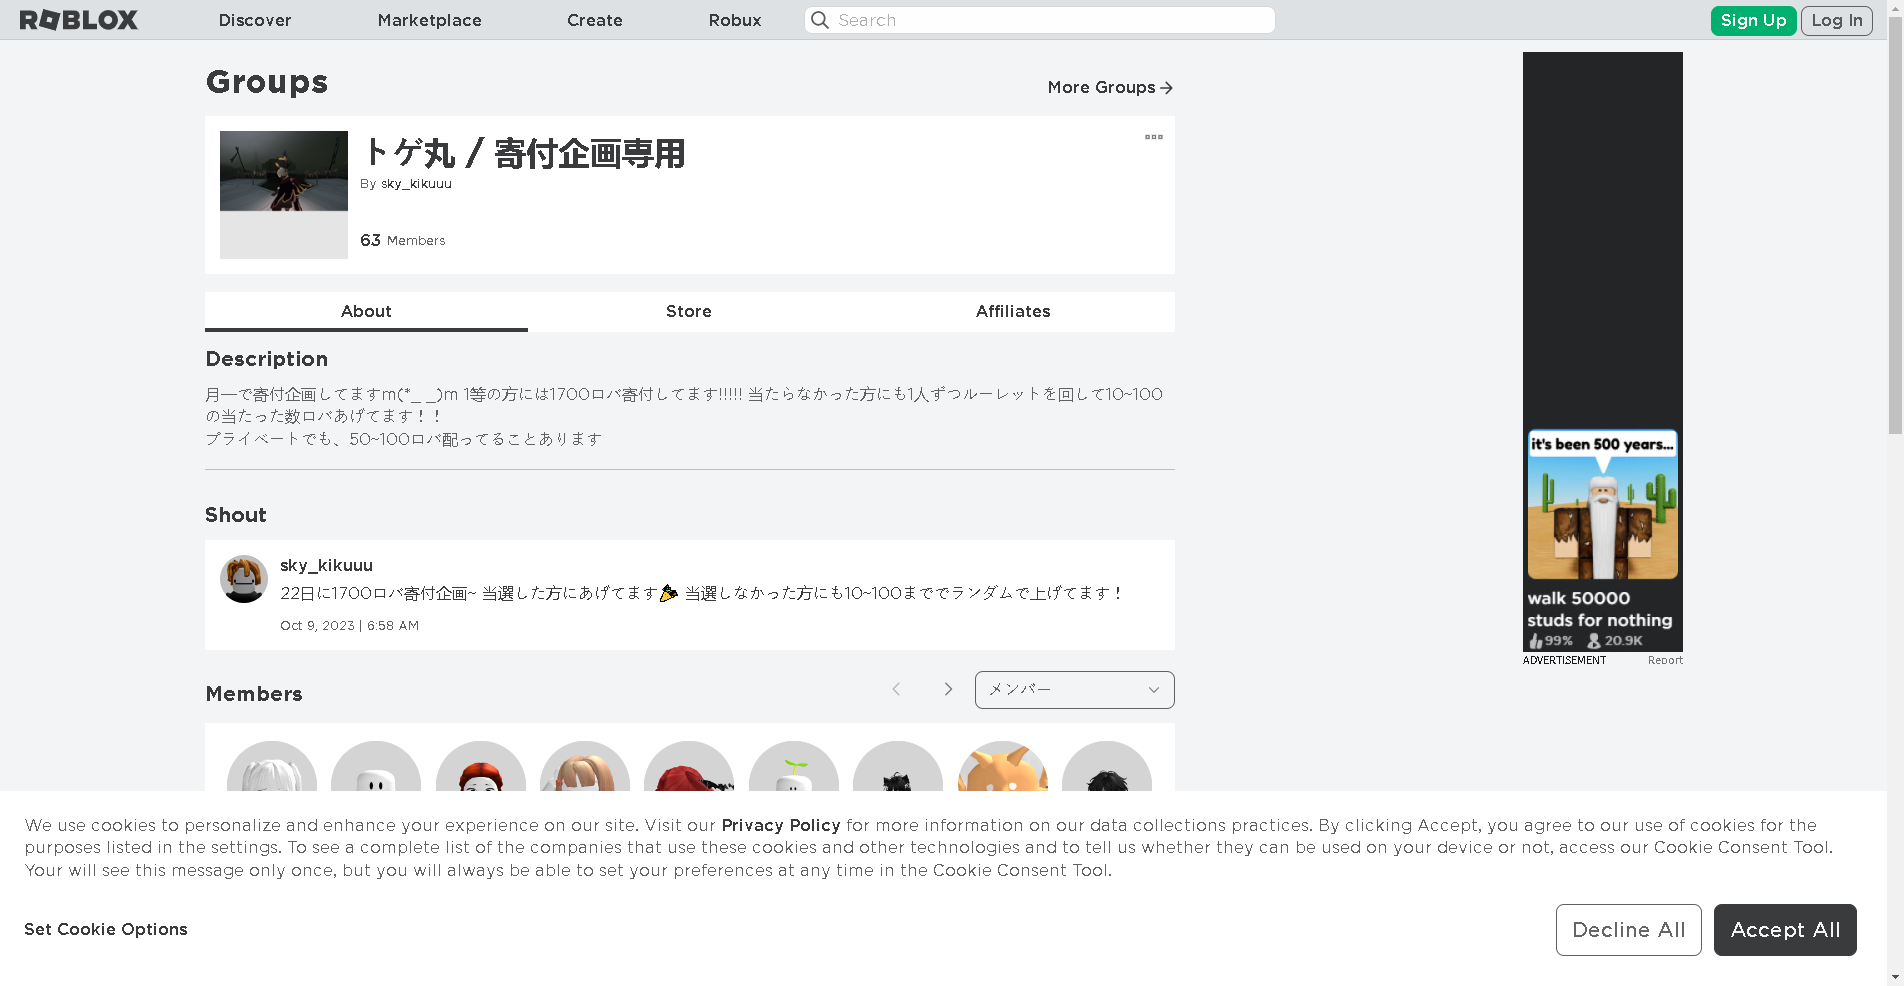 ROBLOX
Discover
Marketplace
Create
Robux
Search
Sign Up
Log In
Groups
More Groups
トゲ丸 / 寄付企画専用
By sky_kikuuu
63 Members
About
Store
Affiliates
Description
月一で寄付企画してますm(*_ _)m 1等の方には1700ロバ寄付してます!!!!! 当たらなかった方にも1人ずつルーレットを回して10~100
の当たった数ロバあげてます！！
プライベートでも、50~100ロバ配ってることあります
Shout
sky_kikuuu
22日に1700ロバ寄付企画~ 当選した方にあげてます🎉 当選しなかった方にも10~100まででランダムで上げてます！
Oct 9, 2023 | 6:58 AM
Members
メンバー
it's been 500 years...
walk 50000
studs for nothing
99% 20.9K
ADVERTISEMENT
Report
We use cookies to personalize and enhance your experience on our site. Visit our Privacy Policy for more information on our data collections practices. By clicking Accept, you agree to our use of cookies for the
purposes listed in the settings. To see a complete list of the companies that use these cookies and other technologies and to tell us whether they can be used on your device or not, access our Cookie Consent Tool.
Your will see this message only once, but you will always be able to set your preferences at any time in the Cookie Consent Tool.
Set Cookie Options
Decline All
Accept All